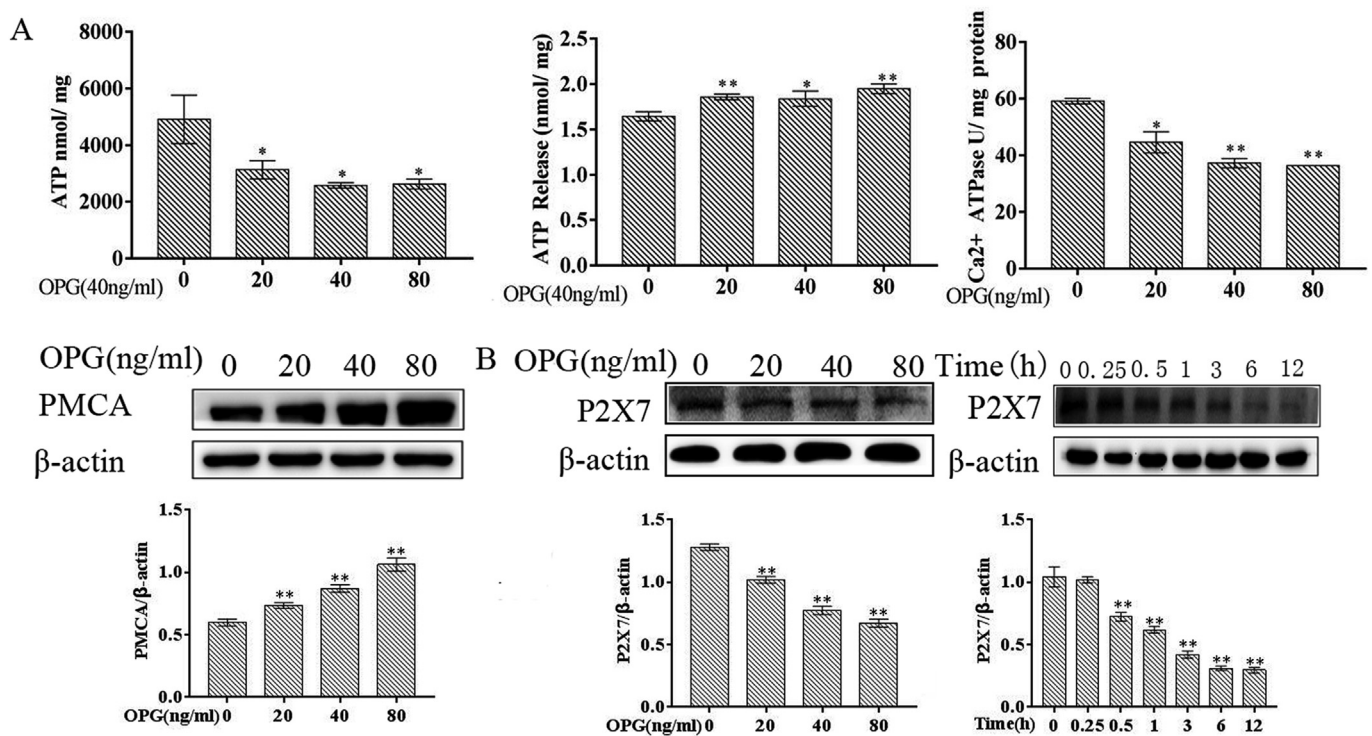 A
8000
6000
4000
2000
0
ATP nmol/ mg
*
*
*
0 20 40 80
OPG(40ng/ml)
2.5
2.0
1.5
1.0
0.5
0.0
ATP Release (nmol/ mg)
**
*
**
0 20 40 80
OPG(40ng/ml)
80
60
40
20
0
Ca2+ ATPase U/ mg protein
*
**
**
0 20 40 80
OPG(ng/ml)
OPG(ng/ml) 0 20 40 80
PMCA
β-actin
1.5
1.0
0.5
0.0
PMCA/β-actin
**
**
**
OPG(ng/ml) 0 20 40 80
B
OPG(ng/ml) 0 20 40 80
P2X7
β-actin
1.5
1.0
0.5
0.0
P2X7/β-actin
**
**
**
OPG(ng/ml) 0 20 40 80
Time(h) 0 0.25 0.5 1 3 6 12
P2X7
β-actin
1.5
1.0
0.5
0.0
P2X7/β-actin
**
**
**
**
**
Time(h) 0 0.25 0.5 1 3 6 12